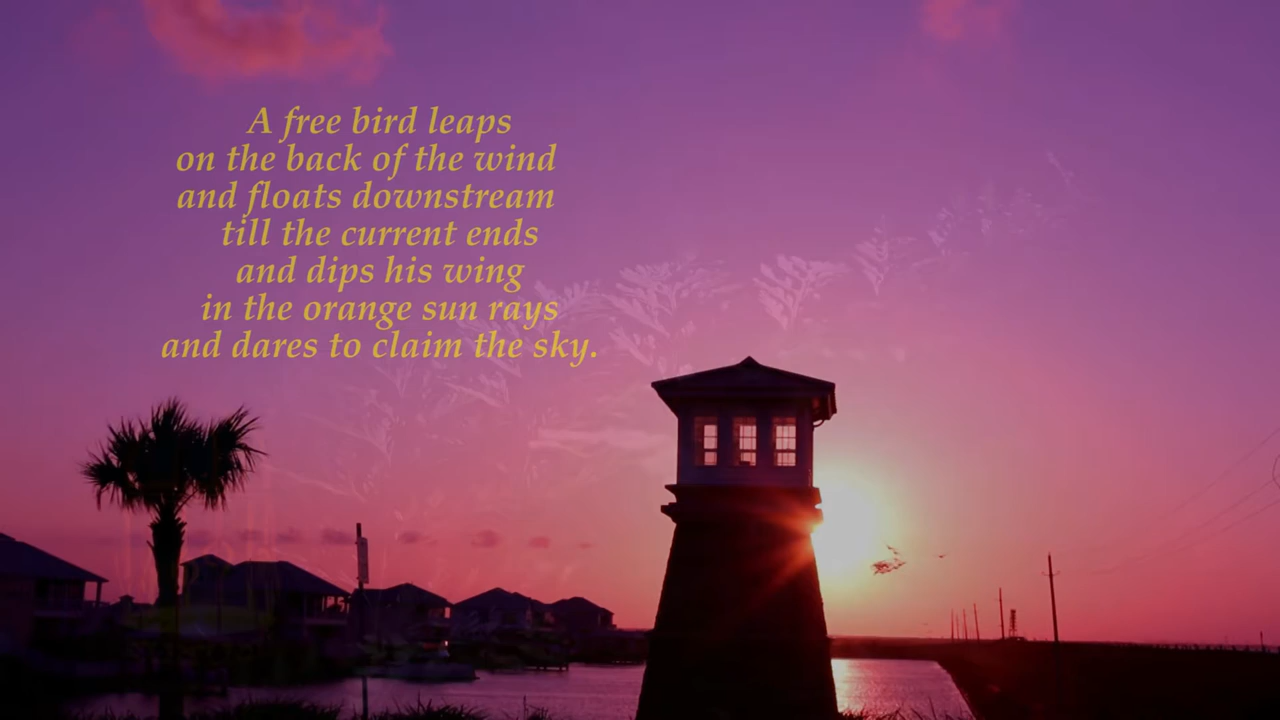 A free bird leaps
on the back of the wind
and floats downstream
till the current ends
and dips his wing
in the orange sun rays
and dares to claim the sky.